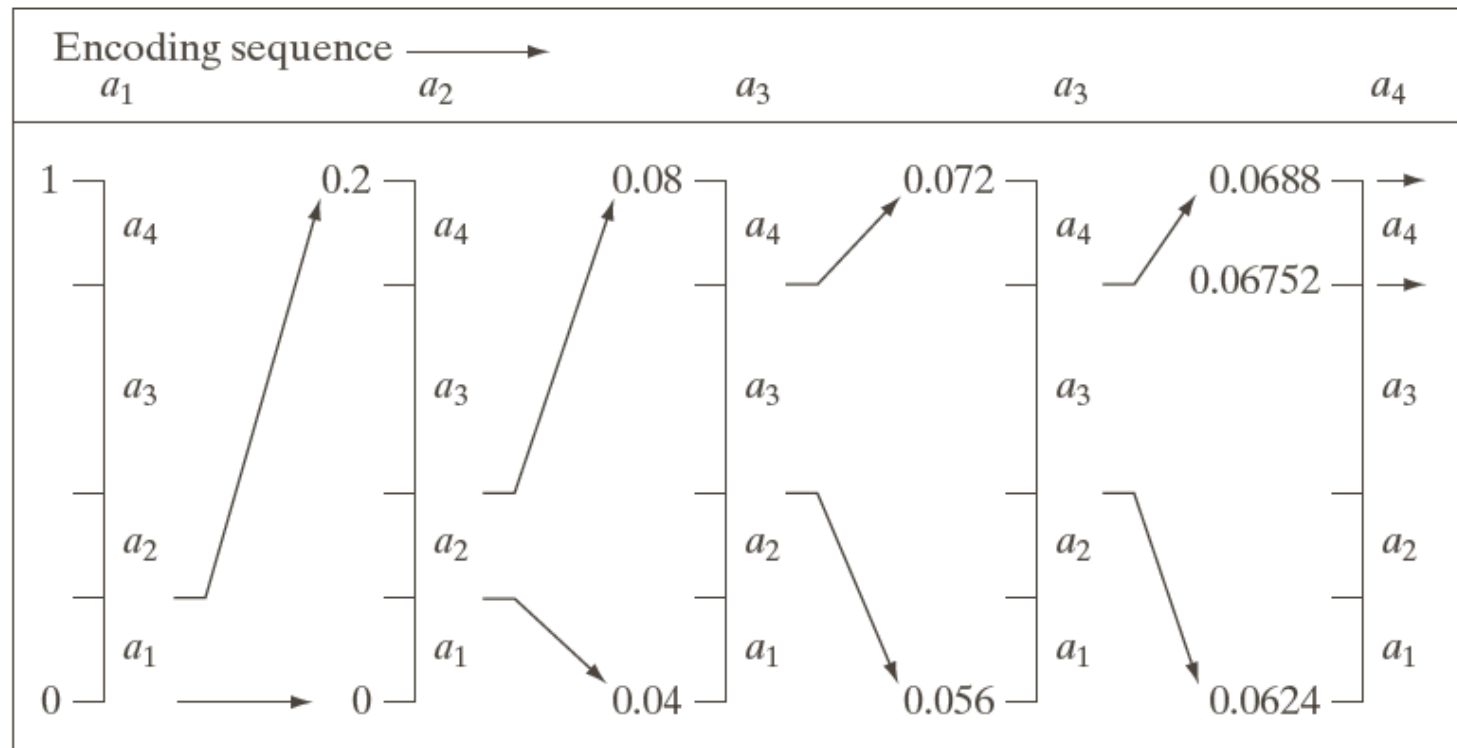 Encoding sequence
a1 a2 a3 a3 a4
1 0.2 0.08 0.072 0.0688
a4 a4 a4 a4 a4
0.06752
a3 a3 a3 a3 a3
a2 a2 a2 a2 a2
a1 a1 a1 a1 a1
0 0 0.04 0.056 0.0624